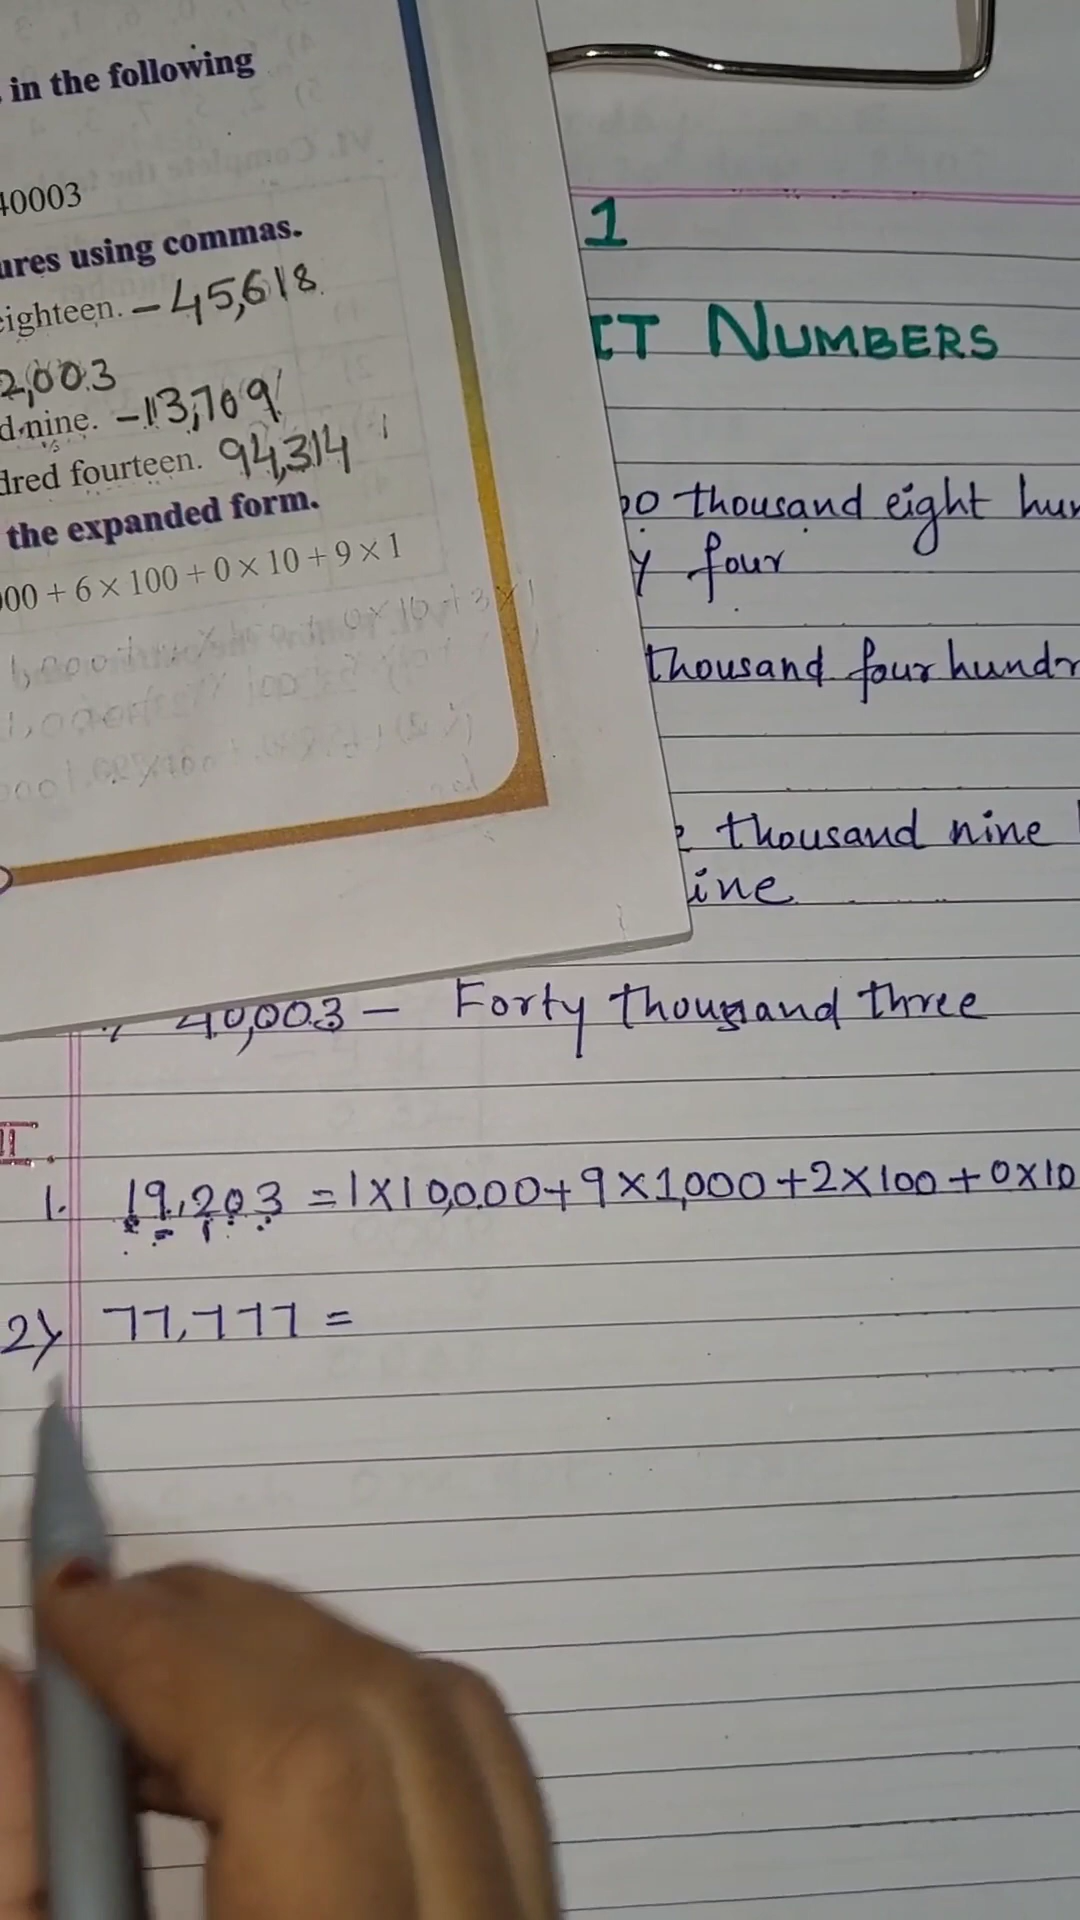 in the following
40003
ures using commas.
eighteen. - 45,618
2,003
d nine. - 13,709
dred fourteen. 94,314
the expanded form.
00 + 6 × 100 + 0 × 10 + 9 × 1
1
IT NUMBERS
thousand eight hun
y four
thousand four hundr
thousand nine
ine
40,003 - Forty thousand three
II.
1. 19,203 = 1×10,000+9×1,000+2×100+0×10
2) 77,777 =